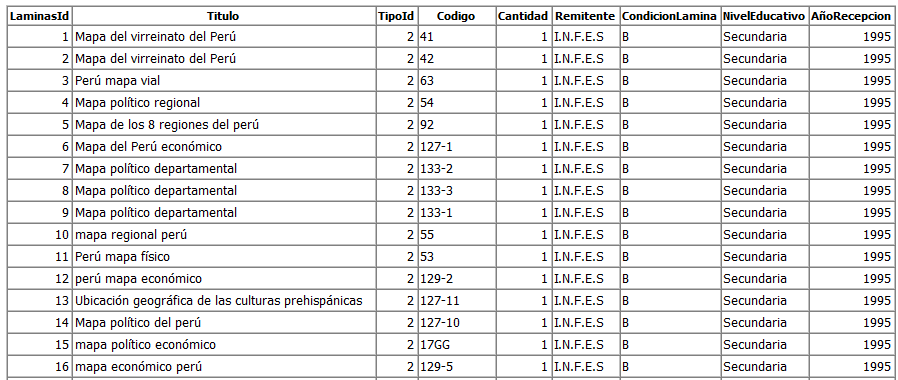 LaminasId Titulo TipoId Codigo Cantidad Remitente CondicionLamina NivelEducativo AñoRecepcion
1 Mapa del virreinato del Perú 2 41 1 I.N.F.E.S B Secundaria 1995
2 Mapa del virreinato del Perú 2 42 1 I.N.F.E.S B Secundaria 1995
3 Perú mapa vial 2 63 1 I.N.F.E.S B Secundaria 1995
4 Mapa político regional 2 54 1 I.N.F.E.S B Secundaria 1995
5 Mapa de los 8 regiones del perú 2 92 1 I.N.F.E.S B Secundaria 1995
6 Mapa del Perú económico 2 127-1 1 I.N.F.E.S B Secundaria 1995
7 Mapa político departamental 2 133-2 1 I.N.F.E.S B Secundaria 1995
8 Mapa político departamental 2 133-3 1 I.N.F.E.S B Secundaria 1995
9 Mapa político departamental 2 133-1 1 I.N.F.E.S B Secundaria 1995
10 mapa regional perú 2 55 1 I.N.F.E.S B Secundaria 1995
11 Perú mapa físico 2 53 1 I.N.F.E.S B Secundaria 1995
12 perú mapa económico 2 129-2 1 I.N.F.E.S B Secundaria 1995
13 Ubicación geográfica de las culturas prehispánicas 2 127-11 1 I.N.F.E.S B Secundaria 1995
14 Mapa político del perú 2 127-10 1 I.N.F.E.S B Secundaria 1995
15 mapa político económico 2 17GG 1 I.N.F.E.S B Secundaria 1995
16 mapa económico perú 2 129-5 1 I.N.F.E.S B Secundaria 1995